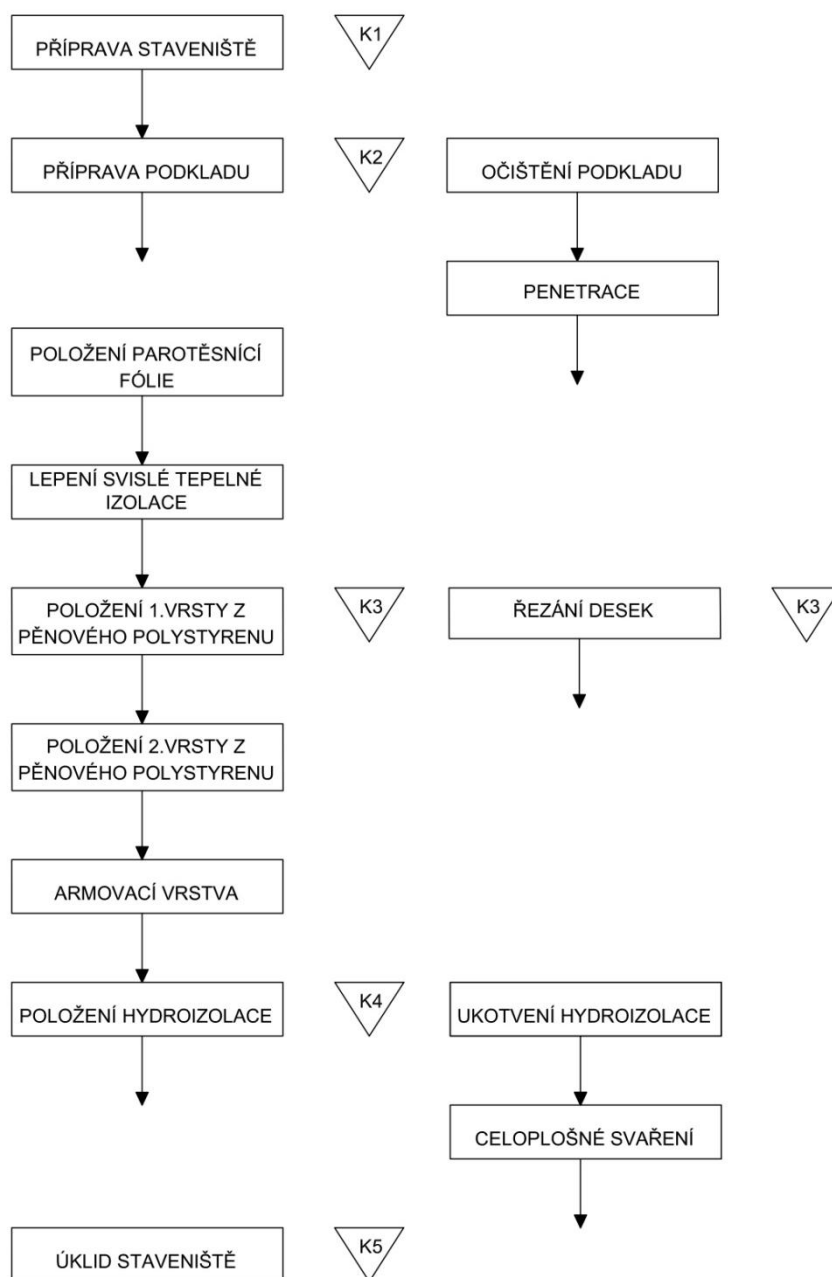 PŘÍPRAVA STAVENIŠTĚ
K1
PŘÍPRAVA PODKLADU
K2
OČIŠTĚNÍ PODKLADU
PENETRACE
POLOŽENÍ PAROTĚSNÍCÍ
FÓLIE
LEPENÍ SVISLÉ TEPELNÉ
IZOLACE
POLOŽENÍ 1.VRSTY Z
PĚNOVÉHO POLYSTYRENU
K3
ŘEZÁNÍ DESEK
K3
POLOŽENÍ 2.VRSTY Z
PĚNOVÉHO POLYSTYRENU
ARMOVACÍ VRSTVA
POLOŽENÍ HYDROIZOLACE
K4
UKOTVENÍ HYDROIZOLACE
CELOPLOŠNÉ SVAŘENÍ
ÚKLID STAVENIŠTĚ
K5